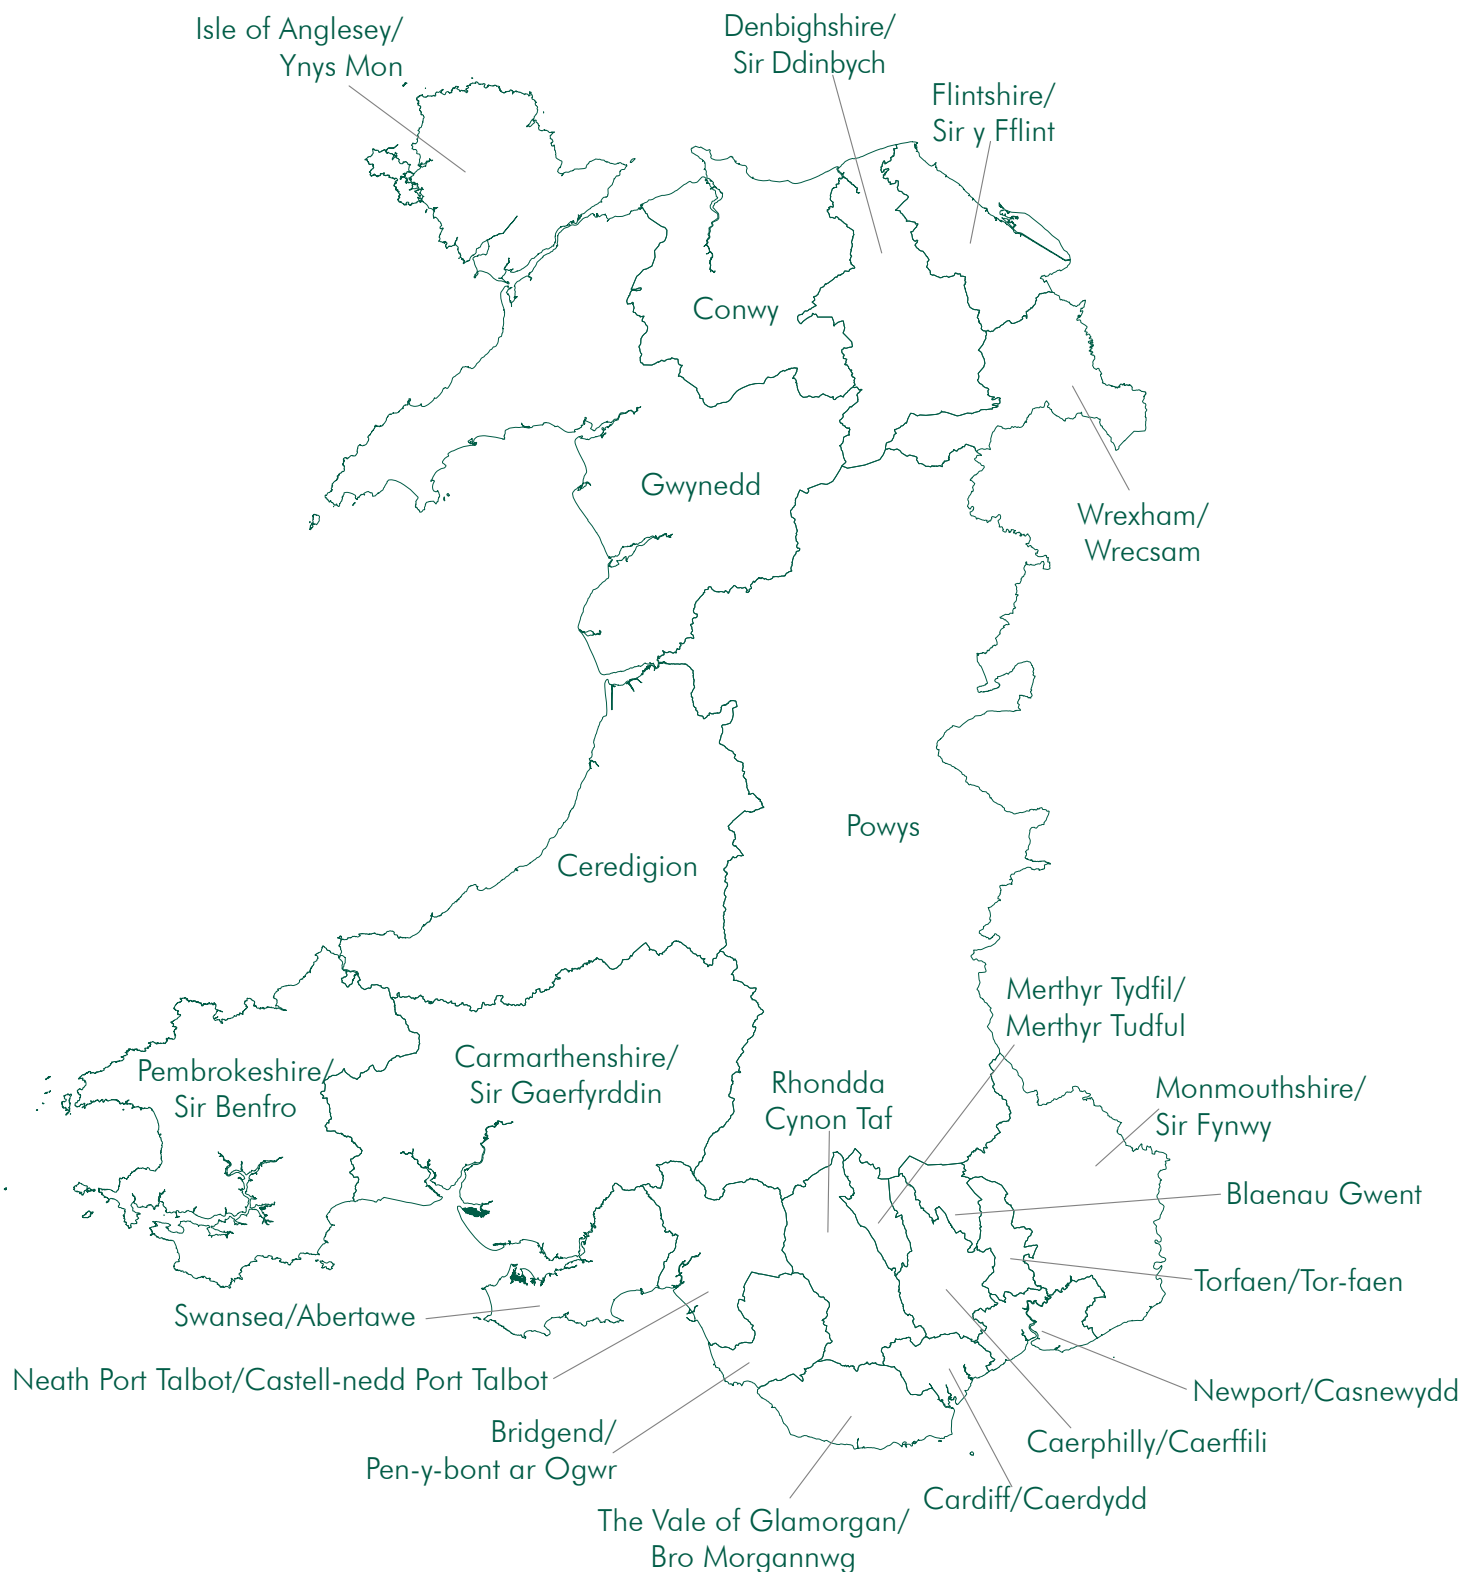 Isle of Anglesey/
Ynys Mon
Denbighshire/
Sir Ddinbych
Flintshire/
Sir y Fflint
Conwy
Gwynedd
Wrexham/
Wrecsam
Powys
Ceredigion
Merthyr Tydfil/
Merthyr Tudful
Pembrokeshire/
Sir Benfro
Carmarthenshire/
Sir Gaerfyrddin
Rhondda
Cynon Taf
Monmouthshire/
Sir Fynwy
Blaenau Gwent
Torfaen/Tor-faen
Swansea/Abertawe
Neath Port Talbot/Castell-nedd Port Talbot
Newport/Casnewydd
Bridgend/
Pen-y-bont ar Ogwr
Caerphilly/Caerffili
Cardiff/Caerdydd
The Vale of Glamorgan/
Bro Morgannwg